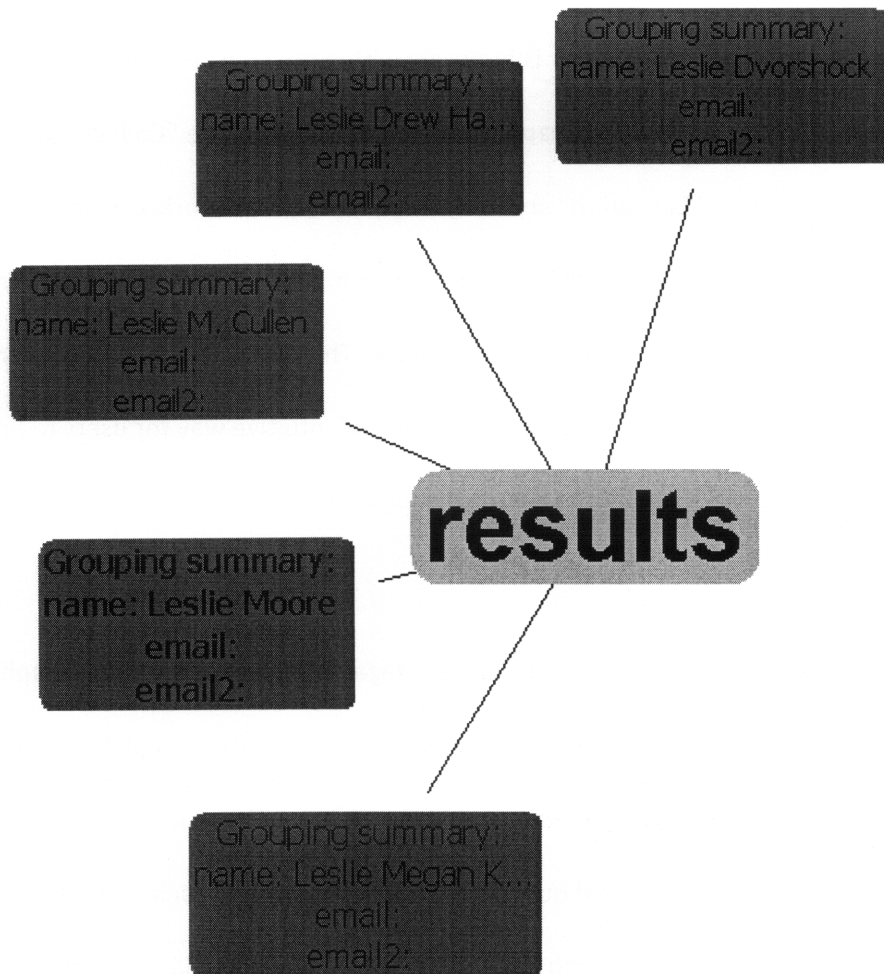 Grouping summary:
name: Leslie Dvorshock
email:
email2:
Grouping summary:
name: Leslie Drew Ha...
email:
email2:
Grouping summary:
name: Leslie M. Cullen
email:
email2:
results
Grouping summary:
name: Leslie Moore
email:
email2:
Grouping summary:
name: Leslie Megan K...
email:
email2: